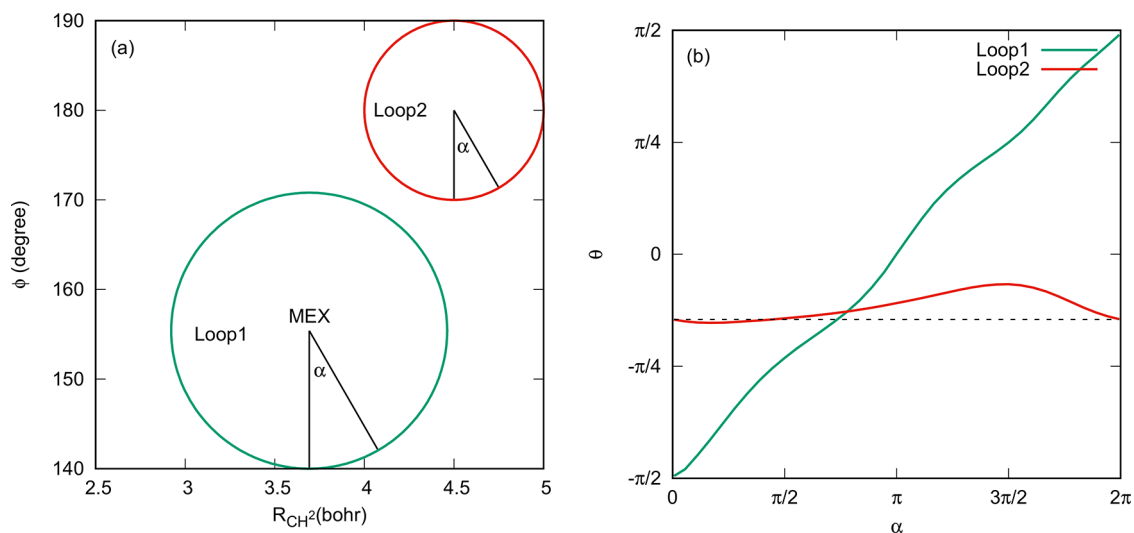 (a)
190
180
170
160
150
140
ϕ (degree)
Loop2
α
MEX
Loop1
α
2.5
3
3.5
4
4.5
5
R_CH²(bohr)
(b)
Loop1
Loop2
π/2
π/4
0
-π/4
-π/2
θ
0
π/2
π
3π/2
2π
α